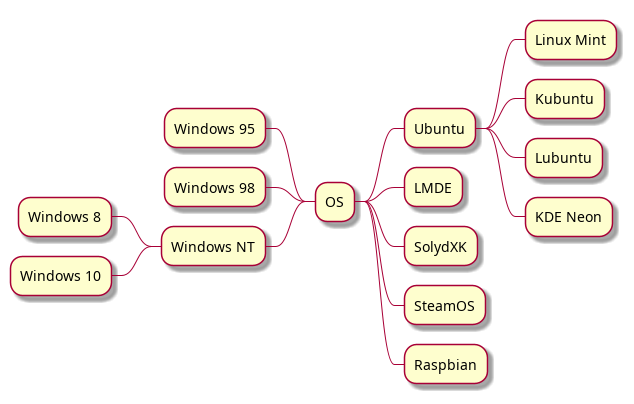 OS
Ubuntu
Linux Mint
Kubuntu
Lubuntu
KDE Neon
LMDE
SolydXK
SteamOS
Raspbian
Windows 95
Windows 98
Windows NT
Windows 8
Windows 10